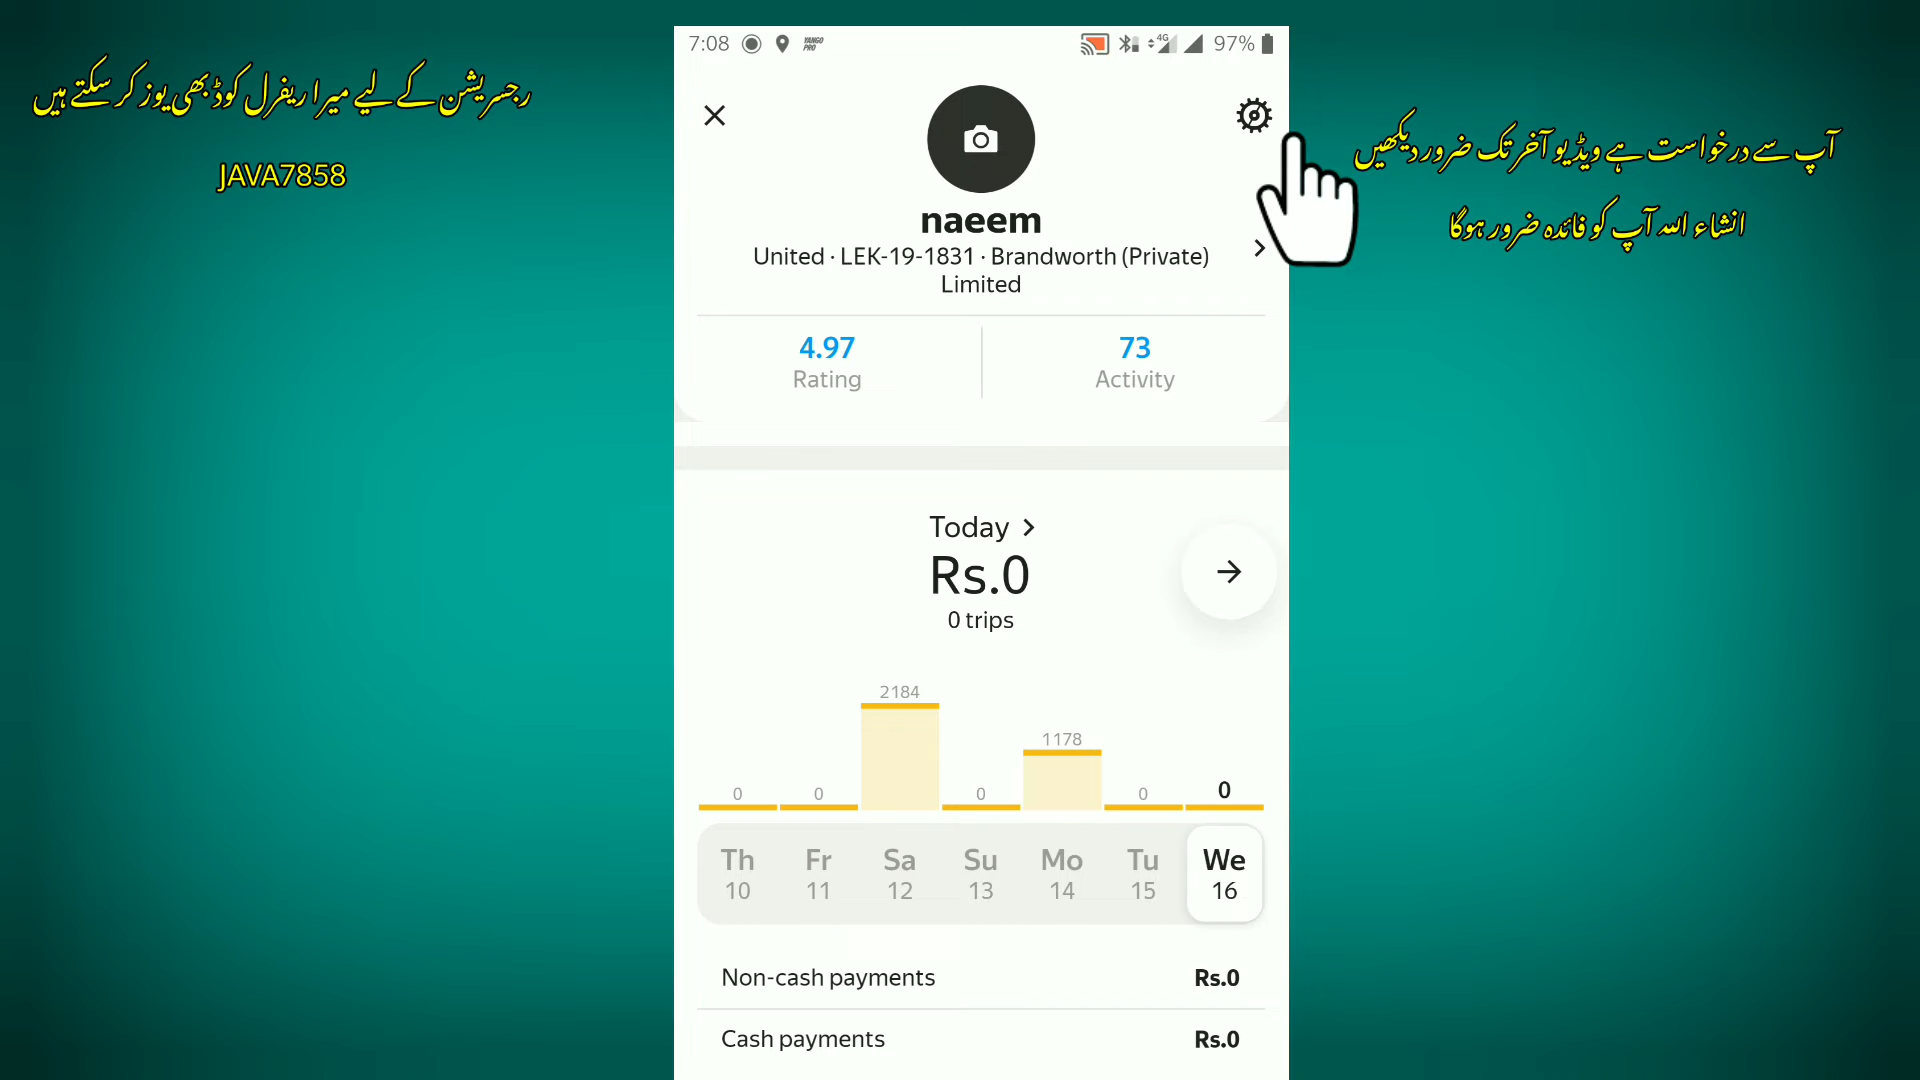 رجسریشن کے لیے میرا ریفرل کوڈ بھی یوز کر سکتے ہیں
JAVA7858
آپ سے درخواست ہے ویڈیو آخر تک ضرور دیکھیں
انشاء اللہ آپ کو فائدہ ضرور ہوگا
7:08 YANGO PRO 4G 97%
naeem
United · LEK-19-1831 · Brandworth (Private)
Limited
4.97 73
Rating Activity
Today
Rs.0
0 trips
2184
1178
0 0 0 0 0
Th Fr Sa Su Mo Tu We
10 11 12 13 14 15 16
Non-cash payments Rs.0
Cash payments Rs.0